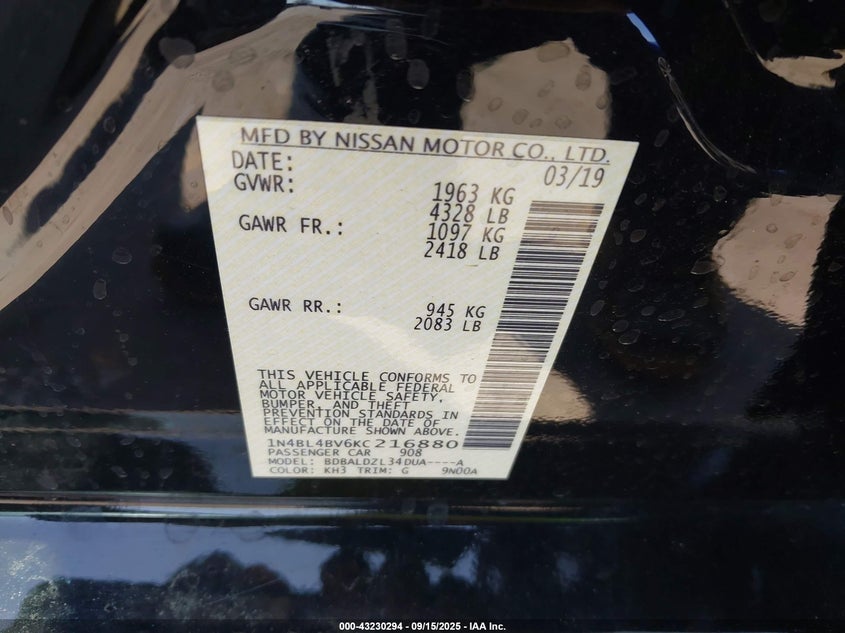 MFD BY NISSAN MOTOR CO., LTD.
DATE: 03/19
GVWR: 1963 KG
4328 LB
GAWR FR.: 1097 KG
2418 LB
GAWR RR.: 945 KG
2083 LB
THIS VEHICLE CONFORMS TO
ALL APPLICABLE FEDERAL
MOTOR VEHICLE SAFETY,
BUMPER, AND THEFT
PREVENTION STANDARDS IN
EFFECT ON THE DATE OF
MANUFACTURE SHOWN ABOVE.
1N4BL4BV6KC216880
PASSENGER CAR 908
MODEL: BDBALDZL34DUA----A
COLOR: KH3 TRIM: G 9N00A
000-43230294 - 09/15/2025 - IAA Inc.